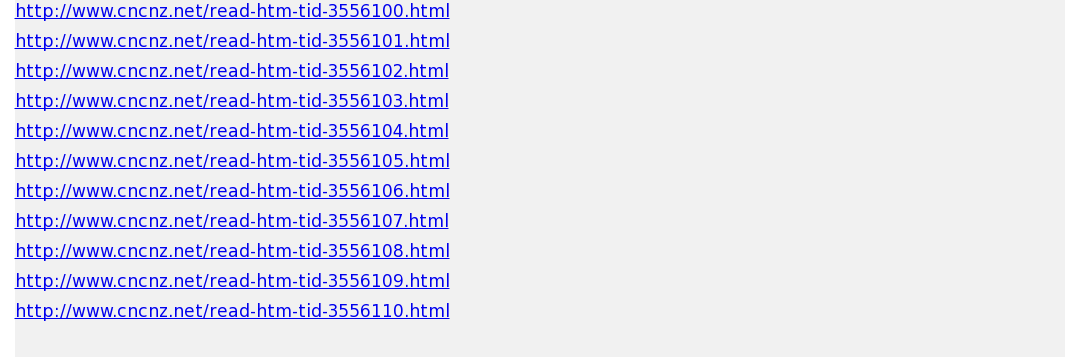 http://www.cncnz.net/read-htm-tid-3556100.html
http://www.cncnz.net/read-htm-tid-3556101.html
http://www.cncnz.net/read-htm-tid-3556102.html
http://www.cncnz.net/read-htm-tid-3556103.html
http://www.cncnz.net/read-htm-tid-3556104.html
http://www.cncnz.net/read-htm-tid-3556105.html
http://www.cncnz.net/read-htm-tid-3556106.html
http://www.cncnz.net/read-htm-tid-3556107.html
http://www.cncnz.net/read-htm-tid-3556108.html
http://www.cncnz.net/read-htm-tid-3556109.html
http://www.cncnz.net/read-htm-tid-3556110.html